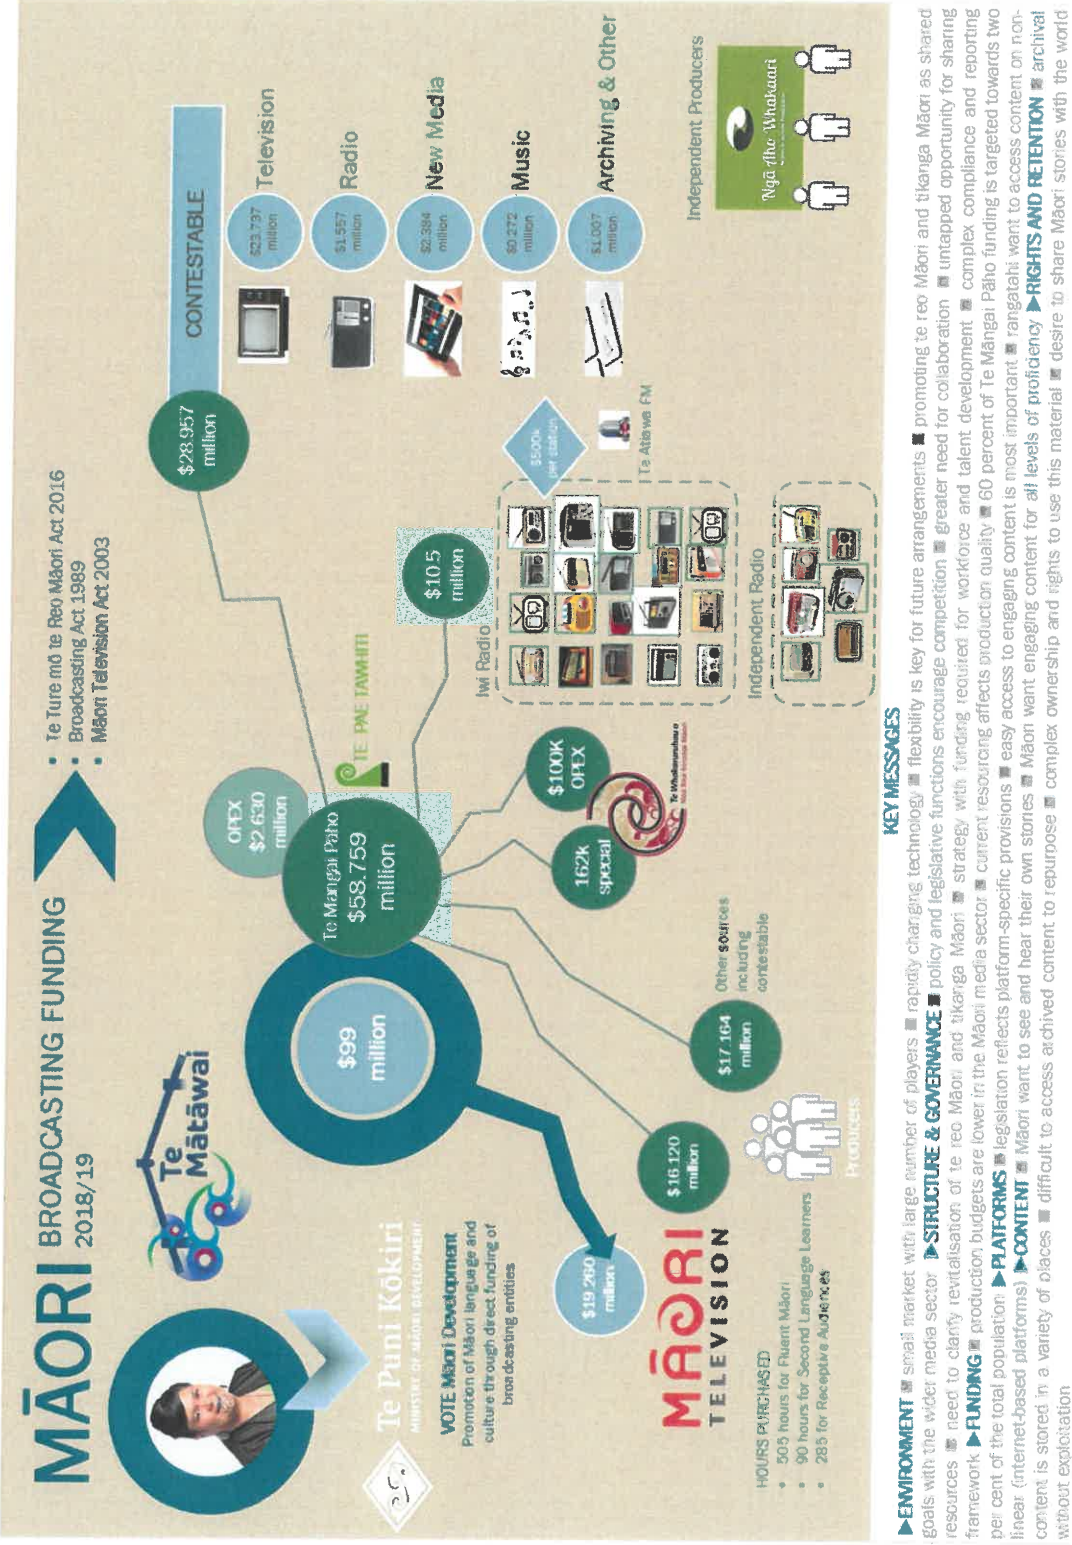 MĀORI BROADCASTING FUNDING
2018/19
• Te Ture mō te Reo Māori Act 2016
• Broadcasting Act 1989
• Māori Television Act 2003
Te
Mātāwai
Te Puni Kōkiri
MINISTRY OF MĀORI DEVELOPMENT
VOTE Māori Development
Promotion of Māori language and
culture through direct funding of
broadcasting entities
$99
million
OPEX
$2.630
million
Te Māngai Pāho
$58.759
million
TE PAE TAWHITI
$28.957
million
CONTESTABLE
$23.737
million
Television
$1.557
million
Radio
$2.384
million
New Media
$0.272
million
Music
$1.007
million
Archiving & Other
$10.5
million
Iwi Radio
$500k
per station
Te Atiawa FM
Independent Radio
Independent Producers
Ngā Aho Whakaari
$100K
OPEX
162k
special
Te Whakaruruhau o
$19.260
million
MĀORI
TELEVISION
$16.120
million
$17.164
million
Other sources
including
contestable
Producers
HOURS PURCHASED
• 505 hours for Fluent Māori
• 90 hours for Second Language Learners
• 285 for Receptive Audiences
KEY MESSAGES
▶ENVIRONMENT ■ small market with large number of players ■ rapidly changing technology ■ flexibility is key for future arrangements ■ promoting te reo Māori and tikanga Māori as shared
goals with the wider media sector ▶STRUCTURE & GOVERNANCE ■ policy and legislative functions encourage competition ■ greater need for collaboration ■ untapped opportunity for sharing
resources ■ need to clarify revitalisation of te reo Māori and tikanga Māori ■ strategy with funding required for workforce and talent development ■ complex compliance and reporting
framework ▶FUNDING ■ production budgets are lower in the Māori media sector ■ current resourcing affects production quality ■ 60 percent of Te Māngai Pāho funding is targeted towards two
per cent of the total population ▶PLATFORMS ■ legislation reflects platform-specific provisions ■ easy access to engaging content is most important ■ rangatahi want to access content on non-
linear (internet-based platforms) ▶CONTENT ■ Māori want to see and hear their own stories ■ Māori want engaging content for all levels of proficiency ▶RIGHTS AND RETENTION ■ archival
content is stored in a variety of places ■ difficult to access archived content to repurpose ■ complex ownership and rights to use this material ■ desire to share Māori stories with the world
without exploitation